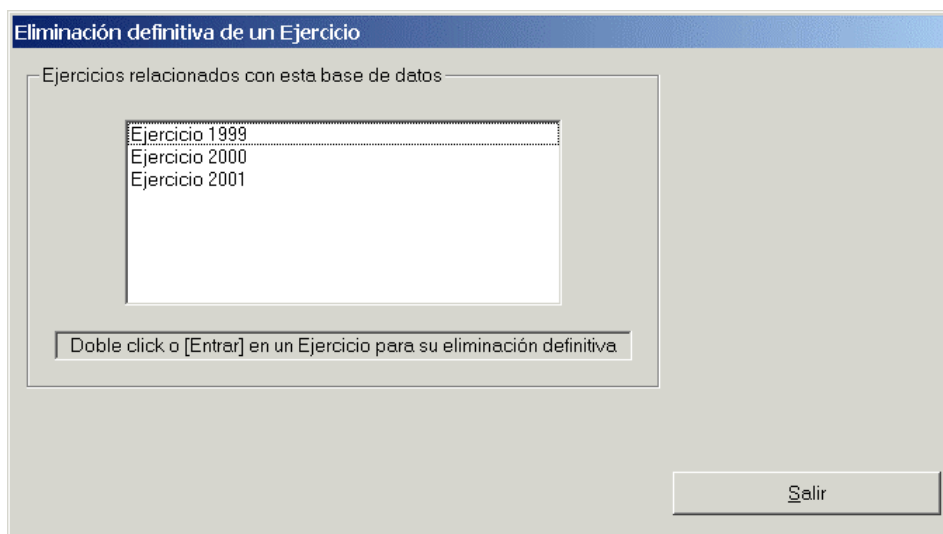 Eliminación definitiva de un Ejercicio
Ejercicios relacionados con esta base de datos
Ejercicio 1999
Ejercicio 2000
Ejercicio 2001
Doble click o [Entrar] en un Ejercicio para su eliminación definitiva
Salir